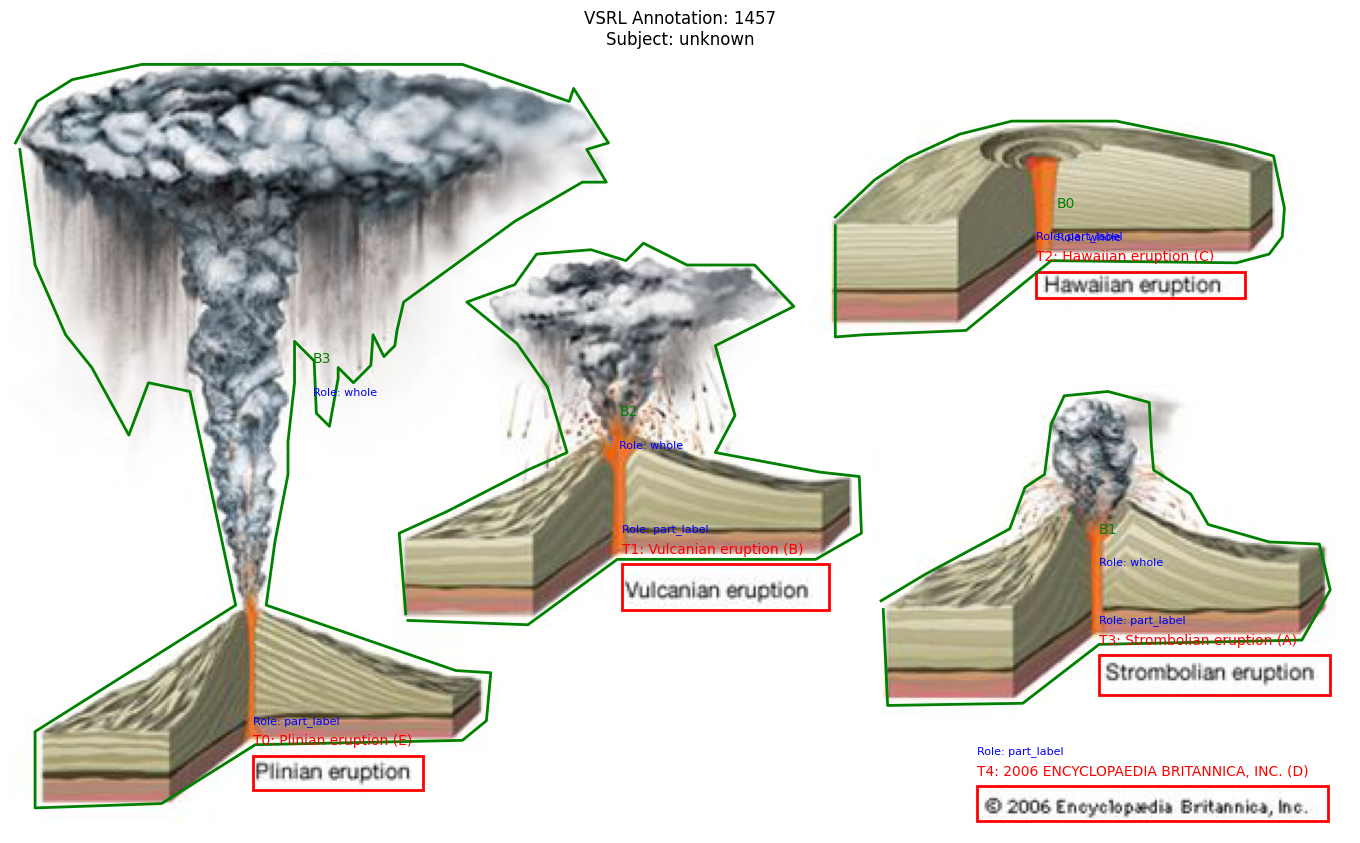 VSRL Annotation: 1457
Subject: unknown
B0
Role: part_label
Role: whole
T2: Hawaiian eruption (C)
Hawaiian eruption
B3
Role: whole
B2
Role: whole
Role: part_label
T1: Vulcanian eruption (B)
Vulcanian eruption
B1
Role: whole
Role: part_label
T3: Strombolian eruption (A)
Strombolian eruption
Role: part_label
T0: Plinian eruption (E)
Plinian eruption
Role: part_label
T4: 2006 ENCYCLOPAEDIA BRITANNICA, INC. (D)
© 2006 Encyclopædia Britannica, Inc.